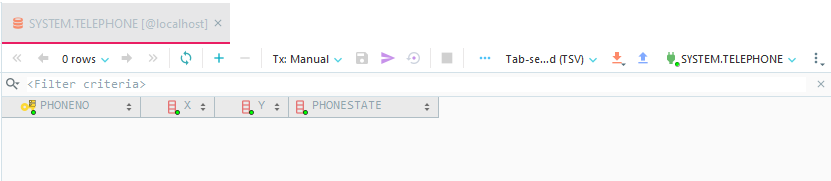 SYSTEM.TELEPHONE [@localhost]
0 rows Tx: Manual Tab-se...d (TSV) SYSTEM.TELEPHONE
<Filter criteria>
PHONENO X Y PHONESTATE